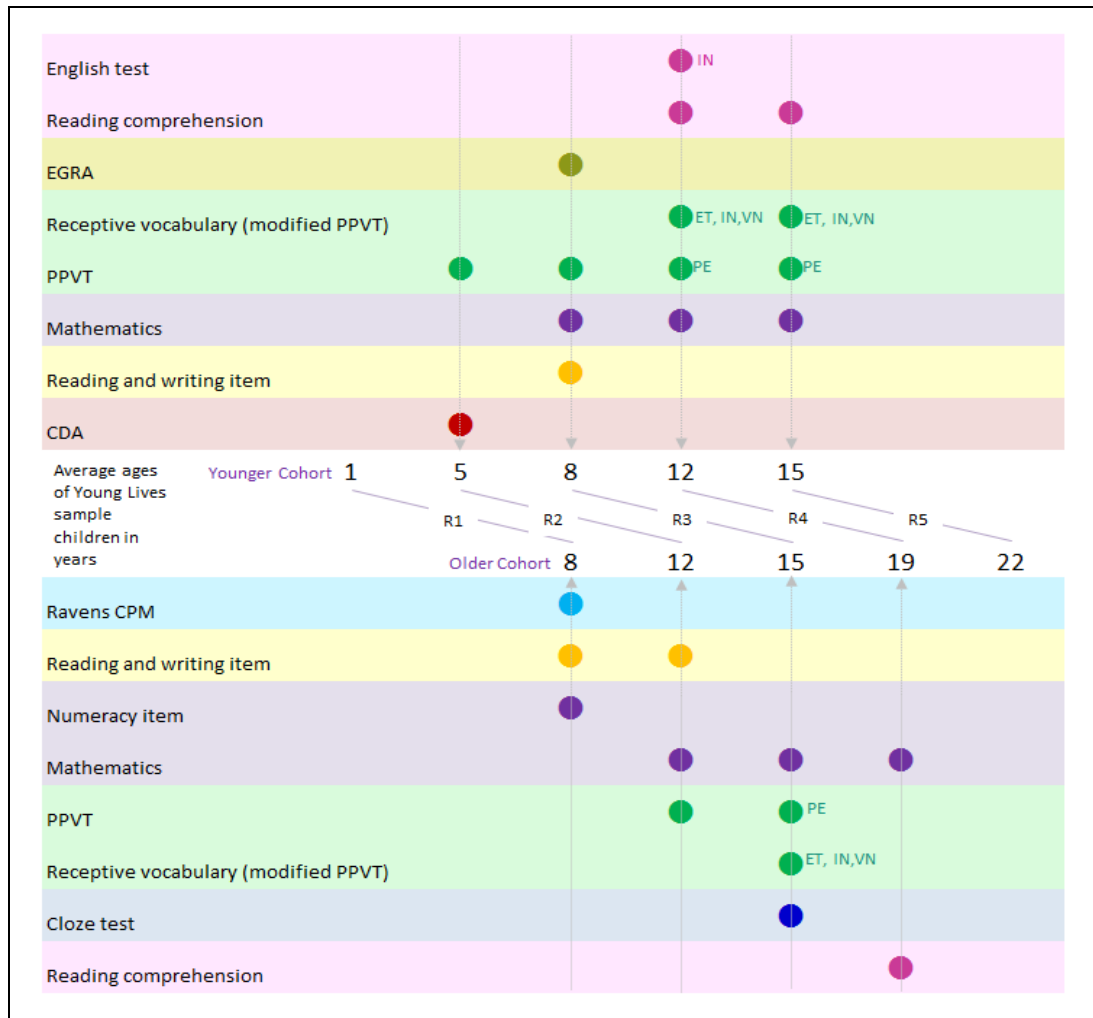 English test
IN
Reading comprehension
EGRA
Receptive vocabulary (modified PPVT)
ET, IN,VN
ET, IN,VN
PPVT
PE
PE
Mathematics
Reading and writing item
CDA
Average ages
of Young Lives
sample
children in
years
Younger Cohort 1 5 8 12 15
R1 R2 R3 R4 R5
Older Cohort 8 12 15 19 22
Ravens CPM
Reading and writing item
Numeracy item
Mathematics
PPVT
PE
Receptive vocabulary (modified PPVT)
ET, IN,VN
Cloze test
Reading comprehension